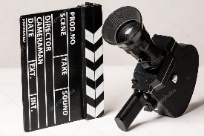 PROD NO
SCENE TAKE SOUND
DIRECTOR
CAMERAMAN
DATE EXT. INT.